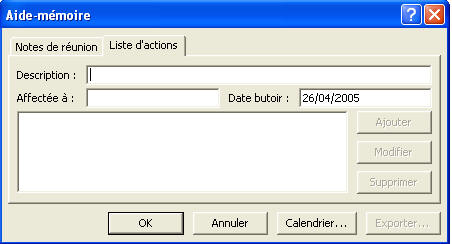 Aide-mémoire
Notes de réunion Liste d'actions
Description :
Affectée à : Date butoir : 26/04/2005
Ajouter
Modifier
Supprimer
OK Annuler Calendrier... Exporter...